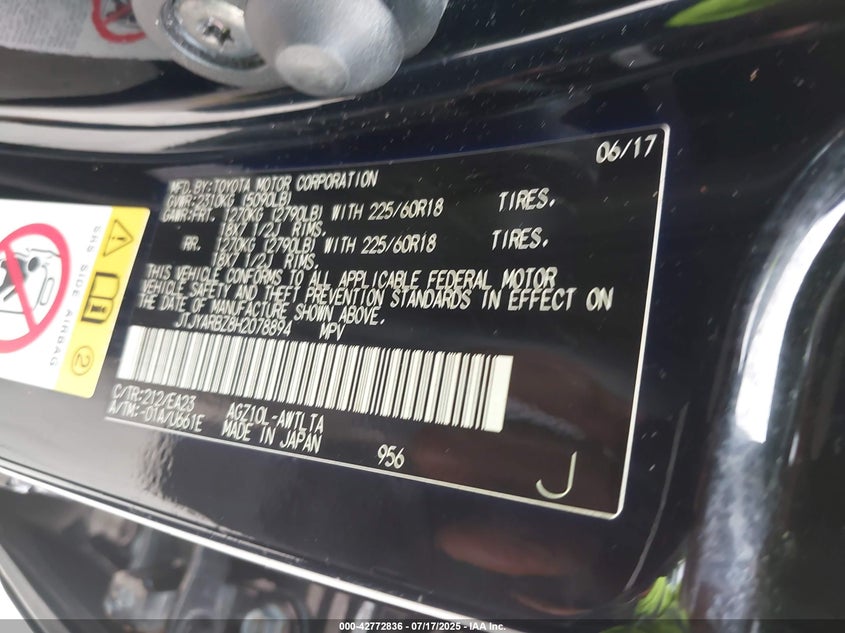 06/17
MFD.BY:TOYOTA MOTOR CORPORATION
GVWR:2310KG (5090LB)
GAWR:FRT. 1270KG (2790LB) WITH 225/60R18 TIRES.
18X7 1/2J RIMS.
RR. 1270KG (2790LB) WITH 225/60R18 TIRES.
18X7 1/2J RIMS.
THIS VEHICLE CONFORMS TO ALL APPLICABLE FEDERAL MOTOR
VEHICLE SAFETY AND THEFT PREVENTION STANDARDS IN EFFECT ON
THE DATE OF MANUFACTURE SHOWN ABOVE.
JTJYARBZ8H2078894 MPV
C/TR:212/EA23 AGZ10L-AWTLTA
A/TM:-01A/U661E MADE IN JAPAN
956
J
SRS SIDE AIRBAG
2
000-42772836 - 07/17/2025 - IAA Inc.